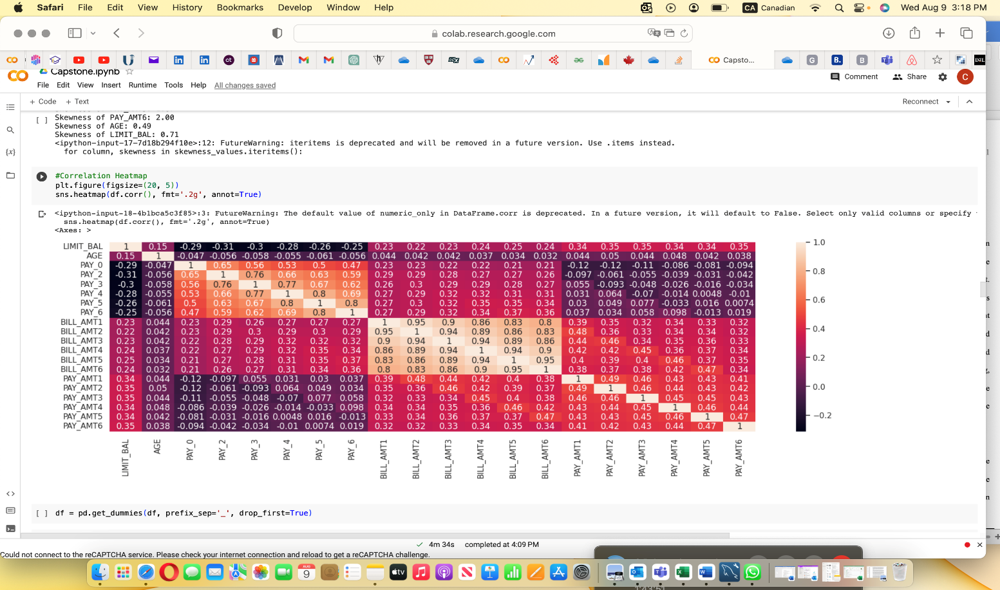 Safari File Edit View History Bookmarks Develop Window Help CA Canadian Wed Aug 9 3:18 PM
colab.research.google.com
Capsto...
Capstone.ipynb
File Edit View Insert Runtime Tools Help All changes saved
Comment Share C
+ Code + Text Reconnect
[ ] Skewness of PAY_AMT6: 2.00
Skewness of AGE: 0.49
Skewness of LIMIT_BAL: 0.71
<ipython-input-17-7d18b294f10e>:12: FutureWarning: iteritems is deprecated and will be removed in a future version. Use .items instead.
for column, skewness in skewness_values.iteritems():
#Correlation Heatmap
plt.figure(figsize=(20, 5))
sns.heatmap(df.corr(), fmt='.2g', annot=True)
<ipython-input-18-4b1bca5c3f85>:3: FutureWarning: The default value of numeric_only in DataFrame.corr is deprecated. In a future version, it will default to False. Select only valid columns or specify
sns.heatmap(df.corr(), fmt='.2g', annot=True)
<Axes: >
LIMIT_BAL 1 0.15 -0.29 -0.31 -0.3 -0.28 -0.26 -0.25 0.23 0.22 0.23 0.24 0.25 0.24 0.34 0.35 0.35 0.34 0.34 0.35
AGE 0.15 1 -0.047 -0.056 -0.058 -0.055 -0.061 -0.056 0.044 0.042 0.042 0.037 0.034 0.032 0.044 0.05 0.044 0.048 0.042 0.038
PAY_0 -0.29 -0.047 1 0.65 0.56 0.53 0.5 0.47 0.23 0.23 0.22 0.22 0.21 0.21 -0.12 -0.12 -0.11 -0.086 -0.081 -0.094
PAY_2 -0.31 -0.056 0.65 1 0.76 0.66 0.63 0.59 0.29 0.29 0.28 0.27 0.27 0.26 -0.097 -0.061 -0.055 -0.039 -0.031 -0.042
PAY_3 -0.3 -0.058 0.56 0.76 1 0.77 0.67 0.62 0.26 0.3 0.29 0.29 0.28 0.27 0.055 -0.093 -0.048 -0.026 -0.016 -0.034
PAY_4 -0.28 -0.055 0.53 0.66 0.77 1 0.8 0.69 0.27 0.29 0.32 0.32 0.31 0.31 0.031 0.064 -0.07 -0.014 0.0048 -0.01
PAY_5 -0.26 -0.061 0.5 0.63 0.67 0.8 1 0.8 0.27 0.3 0.32 0.35 0.35 0.34 0.03 0.049 0.077 -0.033 0.016 0.0074
PAY_6 -0.25 -0.056 0.47 0.59 0.62 0.69 0.8 1 0.27 0.29 0.32 0.34 0.37 0.36 0.037 0.034 0.058 0.098 -0.013 0.019
BILL_AMT1 0.23 0.044 0.23 0.29 0.26 0.27 0.27 0.27 1 0.95 0.9 0.86 0.83 0.8 0.39 0.35 0.32 0.34 0.33 0.32
BILL_AMT2 0.22 0.042 0.23 0.29 0.3 0.29 0.3 0.29 0.95 1 0.94 0.89 0.86 0.83 0.48 0.36 0.33 0.34 0.34 0.32
BILL_AMT3 0.23 0.042 0.22 0.28 0.29 0.32 0.32 0.32 0.9 0.94 1 0.94 0.89 0.86 0.44 0.46 0.34 0.35 0.36 0.33
BILL_AMT4 0.24 0.037 0.22 0.27 0.29 0.32 0.35 0.34 0.86 0.89 0.94 1 0.94 0.9 0.42 0.42 0.45 0.36 0.37 0.34
BILL_AMT5 0.25 0.034 0.21 0.27 0.28 0.31 0.35 0.37 0.83 0.86 0.89 0.94 1 0.95 0.4 0.39 0.4 0.46 0.37 0.35
BILL_AMT6 0.24 0.032 0.21 0.26 0.27 0.31 0.34 0.36 0.8 0.83 0.86 0.9 0.95 1 0.38 0.37 0.38 0.42 0.47 0.34
PAY_AMT1 0.34 0.044 -0.12 -0.097 0.055 0.031 0.03 0.037 0.39 0.48 0.44 0.42 0.4 0.38 1 0.49 0.46 0.43 0.43 0.41
PAY_AMT2 0.35 0.05 -0.12 -0.061 -0.093 0.064 0.049 0.034 0.35 0.36 0.46 0.42 0.39 0.37 0.49 1 0.46 0.44 0.43 0.42
PAY_AMT3 0.35 0.044 -0.11 -0.055 -0.048 -0.07 0.077 0.058 0.32 0.33 0.34 0.45 0.4 0.38 0.46 0.46 1 0.45 0.45 0.43
PAY_AMT4 0.34 0.048 -0.086 -0.039 -0.026 -0.014 -0.033 0.098 0.34 0.34 0.35 0.36 0.46 0.42 0.43 0.44 0.45 1 0.46 0.44
PAY_AMT5 0.34 0.042 -0.081 -0.031 -0.016 0.0048 0.016 -0.013 0.33 0.34 0.36 0.37 0.37 0.47 0.43 0.43 0.45 0.46 1 0.47
PAY_AMT6 0.35 0.038 -0.094 -0.042 -0.034 -0.01 0.0074 0.019 0.32 0.32 0.33 0.34 0.35 0.34 0.41 0.42 0.43 0.44 0.47 1
LIMIT_BAL AGE PAY_0 PAY_2 PAY_3 PAY_4 PAY_5 PAY_6 BILL_AMT1 BILL_AMT2 BILL_AMT3 BILL_AMT4 BILL_AMT5 BILL_AMT6 PAY_AMT1 PAY_AMT2 PAY_AMT3 PAY_AMT4 PAY_AMT5 PAY_AMT6
1.0
0.8
0.6
0.4
0.2
0.0
−0.2
[ ] df = pd.get_dummies(df, prefix_sep='_', drop_first=True)
4m 34s completed at 4:09 PM
Could not connect to the reCAPTCHA service. Please check your internet connection and reload to get a reCAPTCHA challenge.